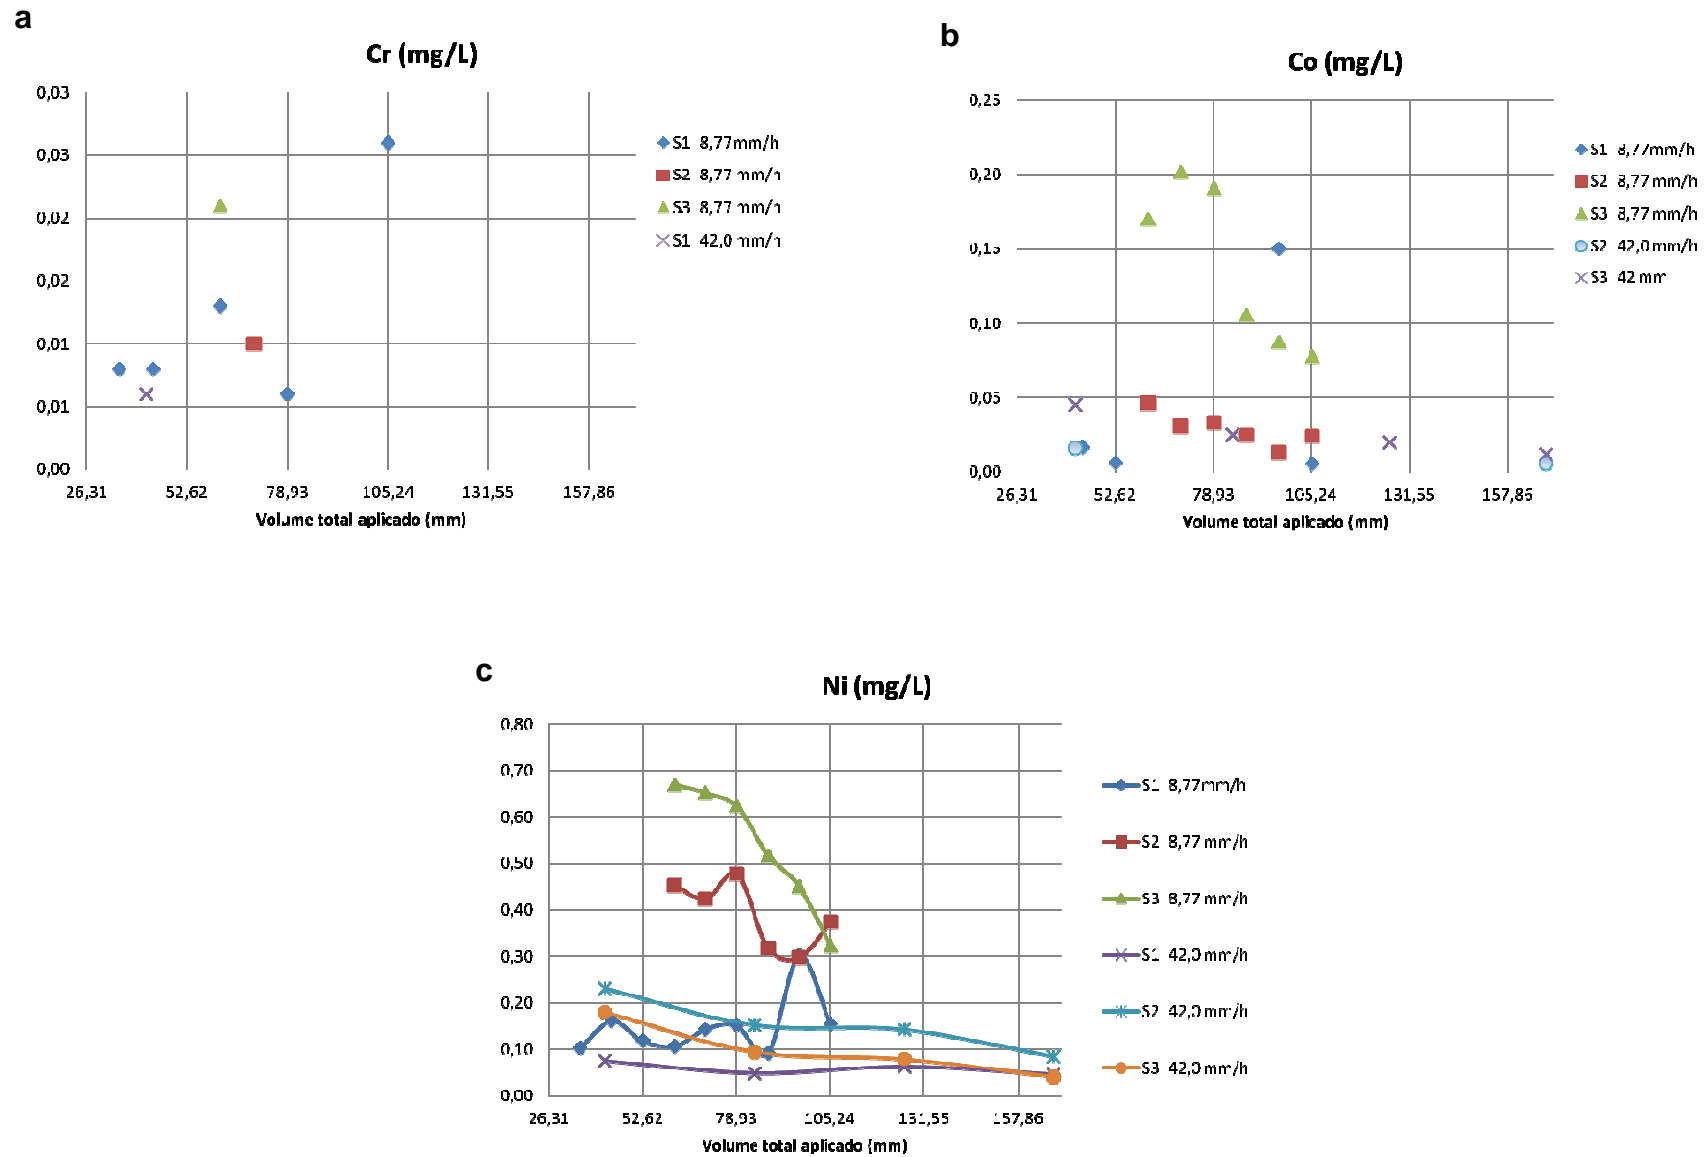 a
Cr (mg/L)
0,03
0,03
0,02
0,02
0,01
0,01
0,00
26,31 52,62 78,93 105,24 131,55 157,86
Volume total aplicado (mm)
S1 8,77mm/h
S2 8,77 mm/h
S3 8,77 mm/h
S1 42,0 mm/h
b
Co (mg/L)
0,25
0,20
0,15
0,10
0,05
0,00
26,31 52,62 78,93 105,24 131,55 157,86
Volume total aplicado (mm)
S1 8,77mm/h
S2 8,77 mm/h
S3 8,77 mm/h
S2 42,0 mm/h
S3 42 mm
c
Ni (mg/L)
0,80
0,70
0,60
0,50
0,40
0,30
0,20
0,10
0,00
26,31 52,62 78,93 105,24 131,55 157,86
Volume total aplicado (mm)
S1 8,77mm/h
S2 8,77 mm/h
S3 8,77 mm/h
S1 42,0 mm/h
S2 42,0 mm/h
S3 42,0 mm/h